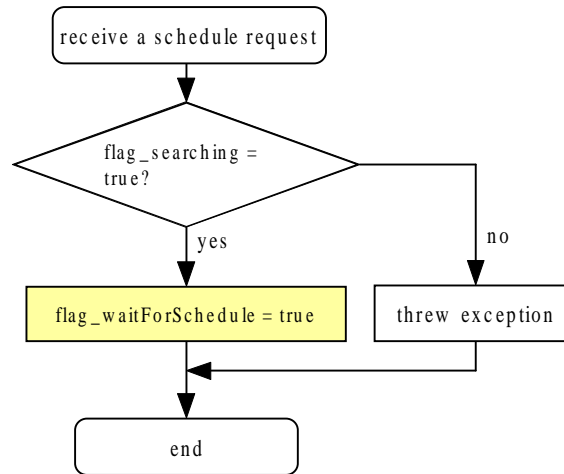 receive a schedule request
flag_searching =
true?
yes
no
flag_waitForSchedule = true
threw exception
end